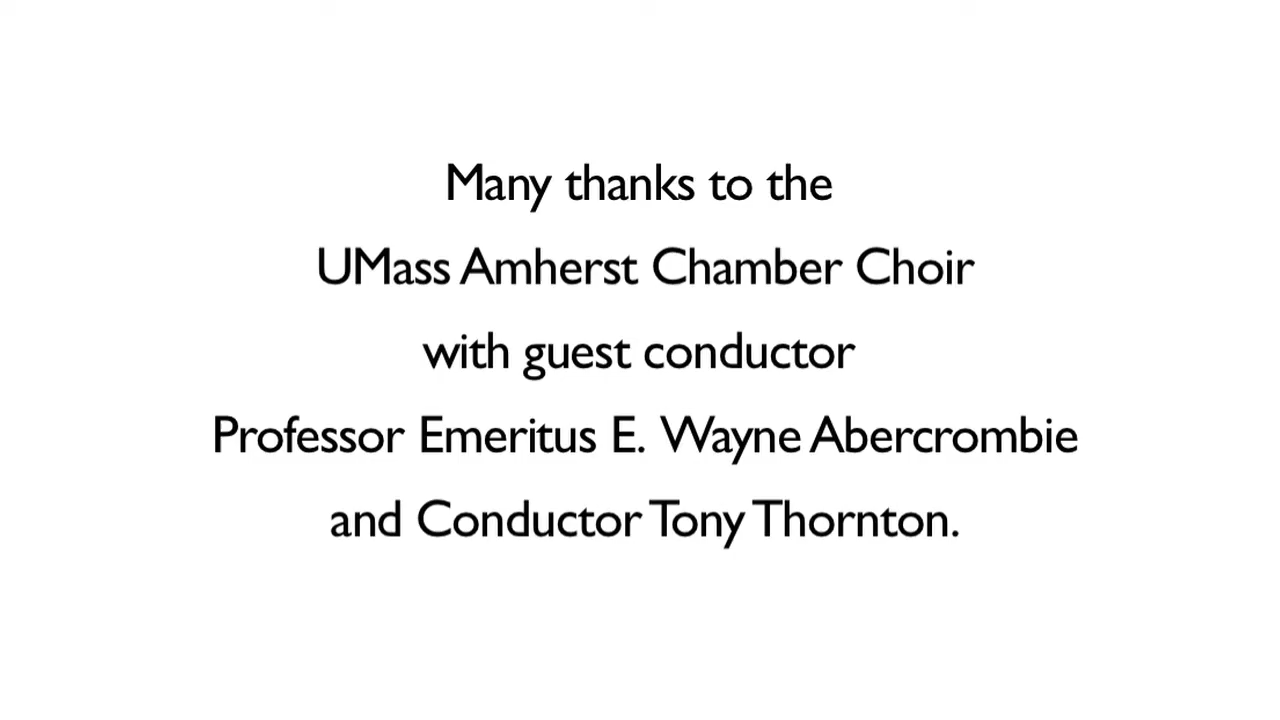 Many thanks to the
UMass Amherst Chamber Choir
with guest conductor
Professor Emeritus E. Wayne Abercrombie
and Conductor Tony Thornton.